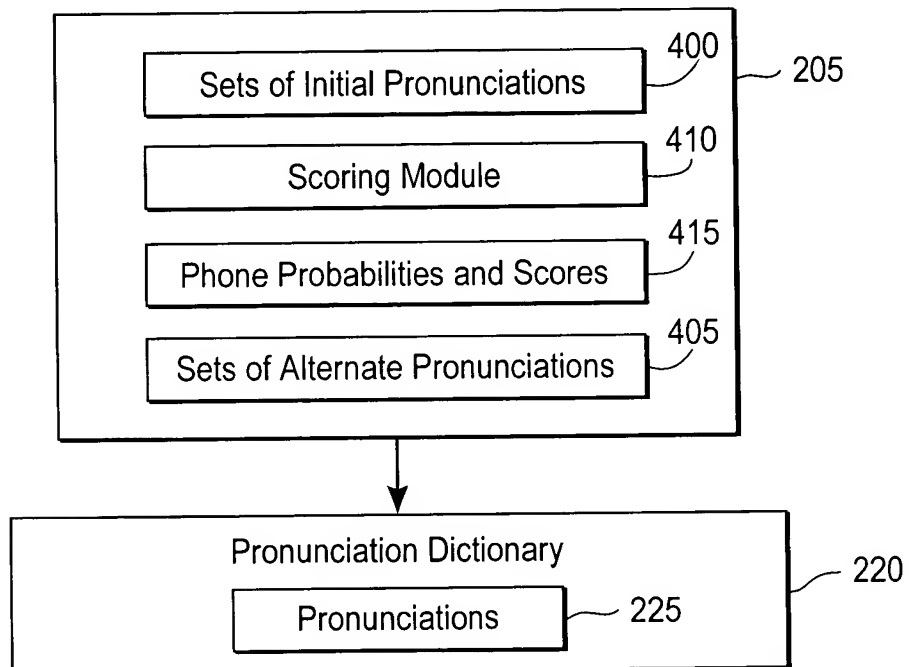 400
Sets of Initial Pronunciations
205
410
Scoring Module
415
Phone Probabilities and Scores
405
Sets of Alternate Pronunciations
Pronunciation Dictionary
220
Pronunciations
225